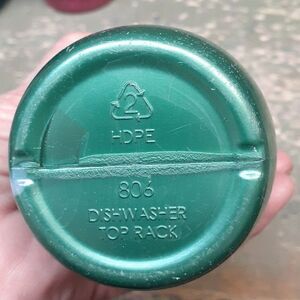 2
HDPE
806
DISHWASHER
TOP RACK